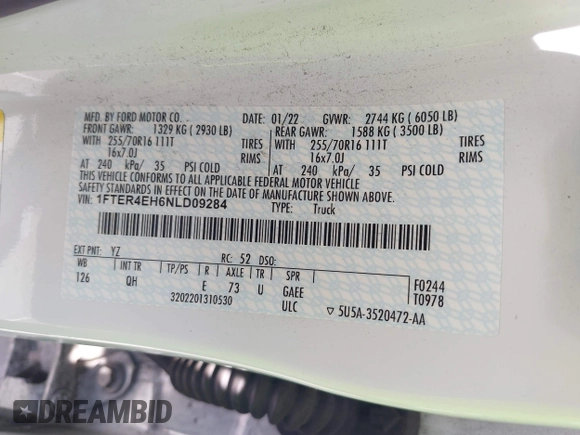 MFD. BY FORD MOTOR CO. DATE: 01/22 GVWR: 2744 KG ( 6050 LB)
FRONT GAWR: 1329 KG ( 2930 LB) REAR GAWR: 1588 KG ( 3500 LB)
WITH 255/70R16 111T TIRES WITH 255/70R16 111T TIRES
16x7.0J RIMS 16x7.0J RIMS
AT 240 kPa/ 35 PSI COLD AT 240 kPa/ 35 PSI COLD
THIS VEHICLE CONFORMS TO ALL APPLICABLE FEDERAL MOTOR VEHICLE
SAFETY STANDARDS IN EFFECT ON THE DATE OF MANUFACTURE SHOWN ABOVE
VIN: 1FTER4EH6NLD09284 TYPE: Truck
EXT PNT: YZ RC: 52 DSO:
WB INT TR TP/PS R AXLE TR SPR F0244
126 QH E 73 U GAEE T0978
3202201310530 ULC ▽ 5U5A-3520472-AA
DREAMBID